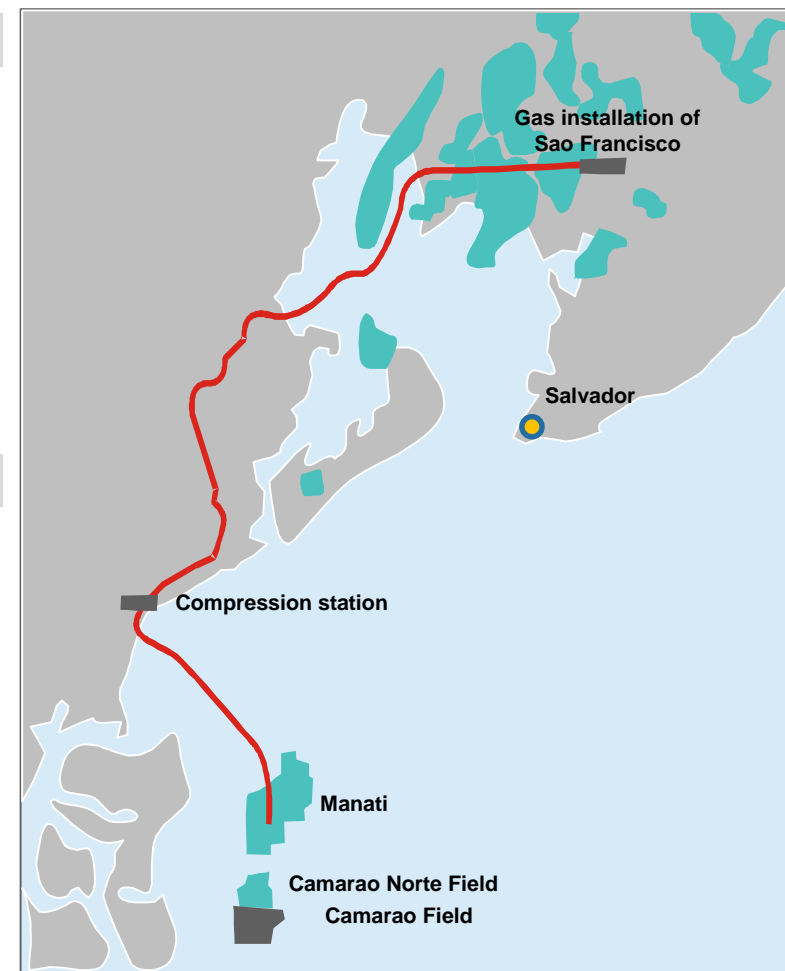 Gas installation of
Sao Francisco
Salvador
Compression station
Manati
Camarao Norte Field
Camarao Field